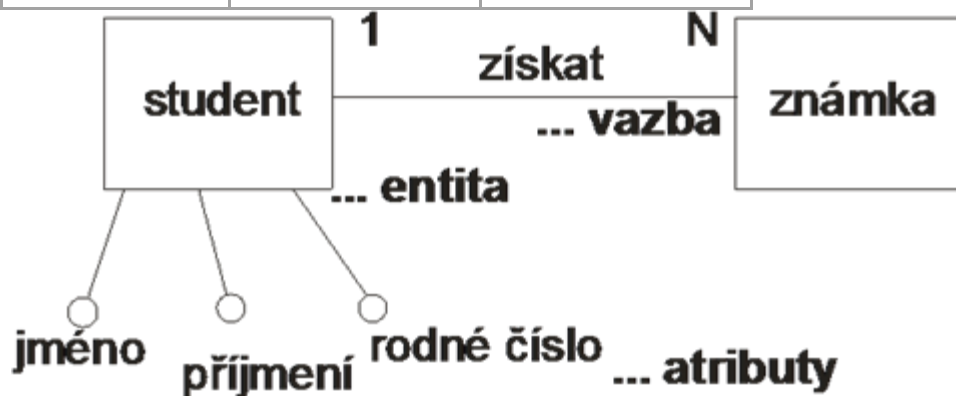 1
N
získat
student
známka
... vazba
... entita
jméno
příjmení
rodné číslo
... atributy